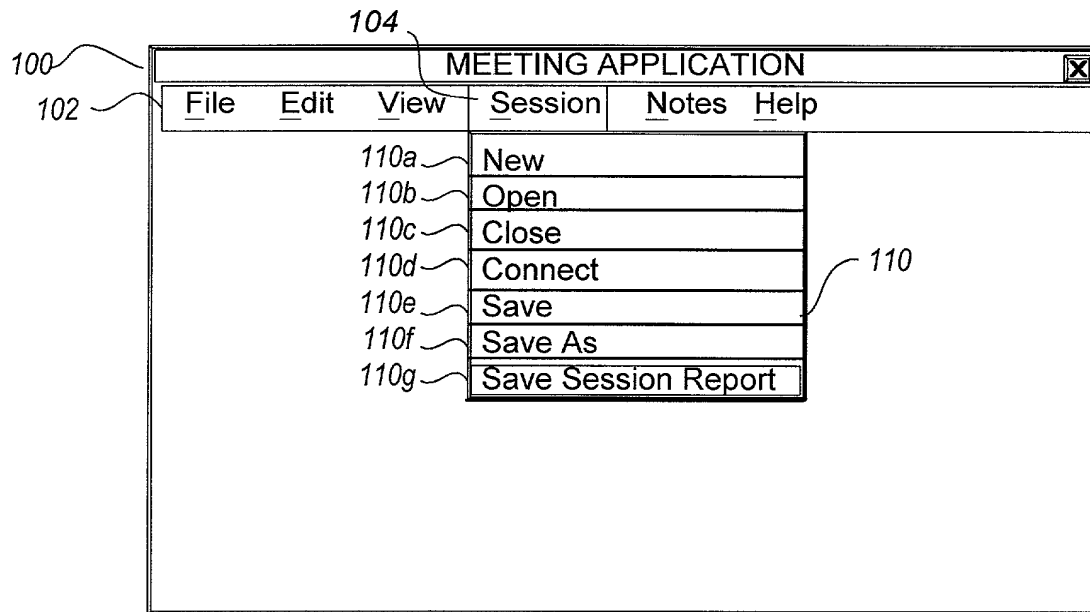 104
100
MEETING APPLICATION X
102
File Edit View Session Notes Help
110a New
110b Open
110c Close
110d Connect
110
110e Save
110f Save As
110g Save Session Report